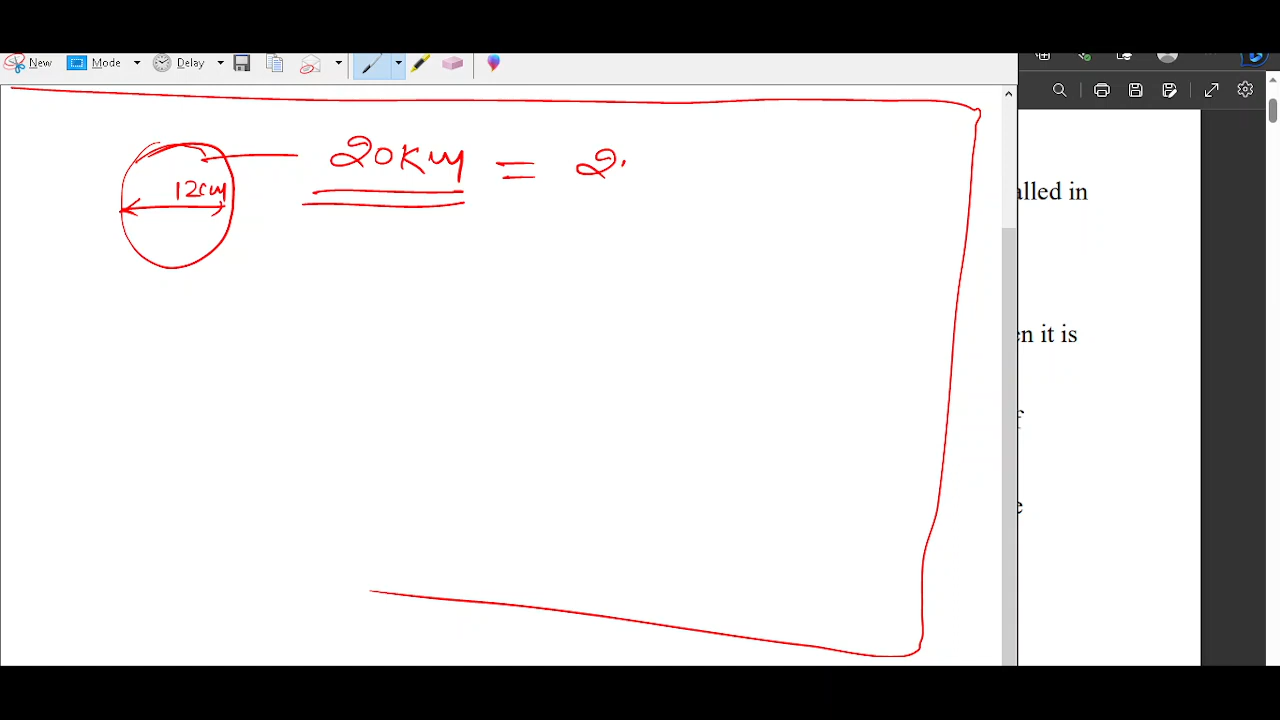 New Mode Delay
20KM = 2
12cm
alled in
en it is
f
e